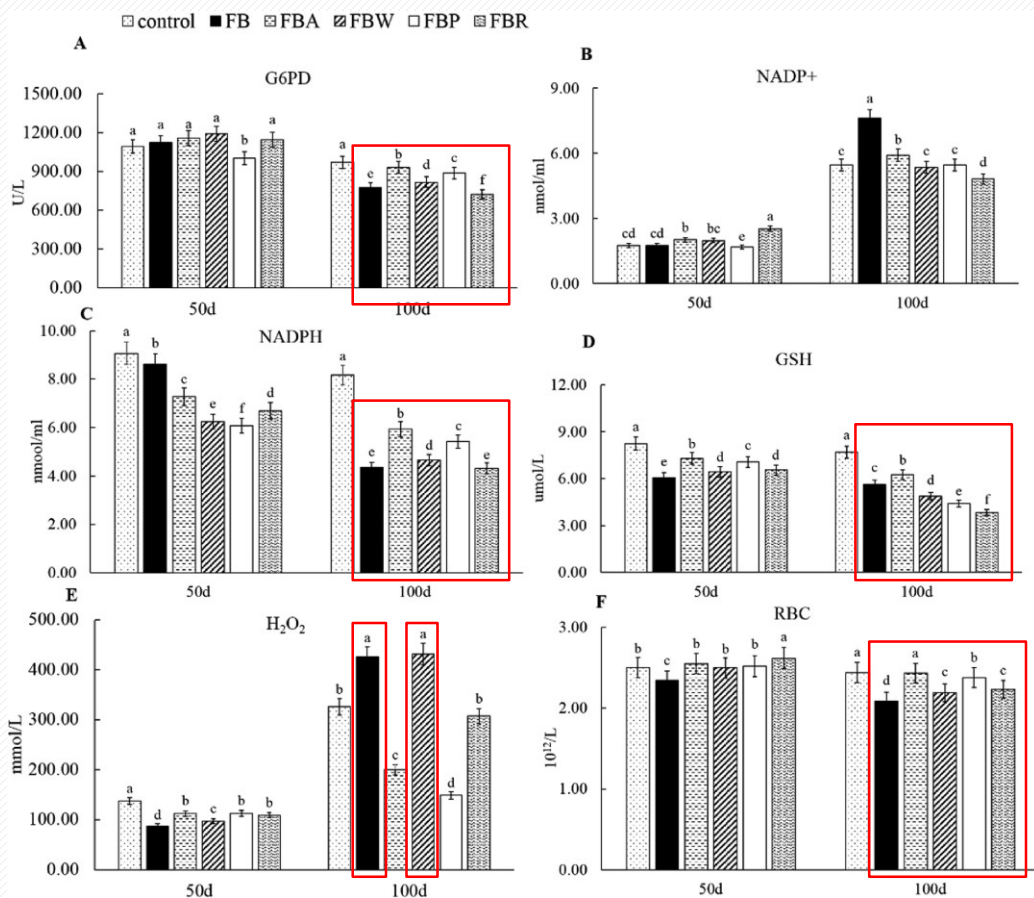 control FB FBA FBW FBP FBR
A
G6PD
1500.00
1200.00
900.00
600.00
300.00
0.00
U/L
a a a a b a
a e b d c f
50d 100d
B
NADP+
9.00
6.00
3.00
0.00
nmol/ml
cd cd b bc e a
c a b c c d
50d 100d
C
NADPH
10.00
8.00
6.00
4.00
2.00
0.00
nmool/ml
a b c e f d
a e b d c e
50d 100d
D
GSH
12.00
9.00
6.00
3.00
0.00
umol/L
a e b d c d
a c b d e f
50d 100d
E
H₂O₂
500.00
400.00
300.00
200.00
100.00
0.00
mmol/L
a d b c b b
b a c a d b
50d 100d
F
RBC
3.00
2.00
1.00
0.00
10¹²/L
b c b b b a
a d a c b c
50d 100d